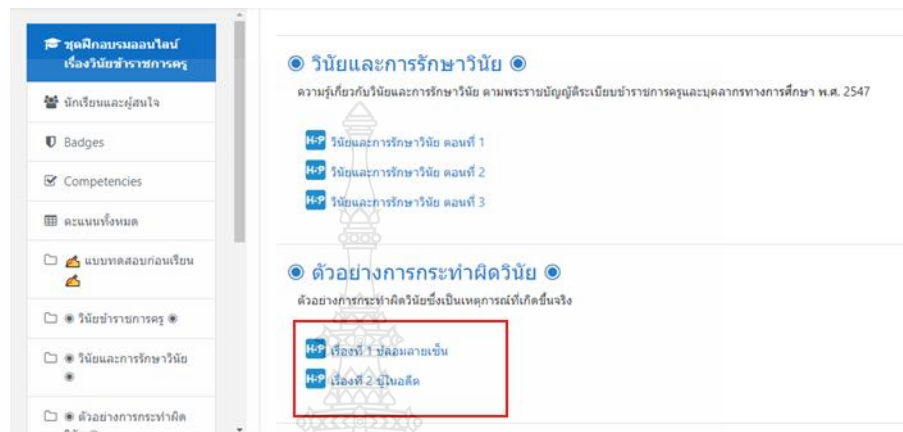 ชุดฝึกอบรมออนไลน์
เรื่องวินัยข้าราชการครู
นักเรียนและผู้สนใจ
Badges
Competencies
คะแนนทั้งหมด
แบบทดสอบก่อนเรียน
◉ วินัยข้าราชการครู ◉
◉ วินัยและการรักษาวินัย
◉
◉ ตัวอย่างการกระทำผิด
◉ วินัยและการรักษาวินัย ◉
ความรู้เกี่ยวกับวินัยและการรักษาวินัย ตามพระราชบัญญัติระเบียบข้าราชการครูและบุคลากรทางการศึกษา พ.ศ. 2547
H-P วินัยและการรักษาวินัย ตอนที่ 1
H-P วินัยและการรักษาวินัย ตอนที่ 2
H-P วินัยและการรักษาวินัย ตอนที่ 3
◉ ตัวอย่างการกระทำผิดวินัย ◉
ตัวอย่างการกระทำผิดวินัยซึ่งเป็นเหตุการณ์ที่เกิดขึ้นจริง
H-P เรื่องที่ 1 ปลอมลายเซ็น
H-P เรื่องที่ 2 ชู้ในอดีต